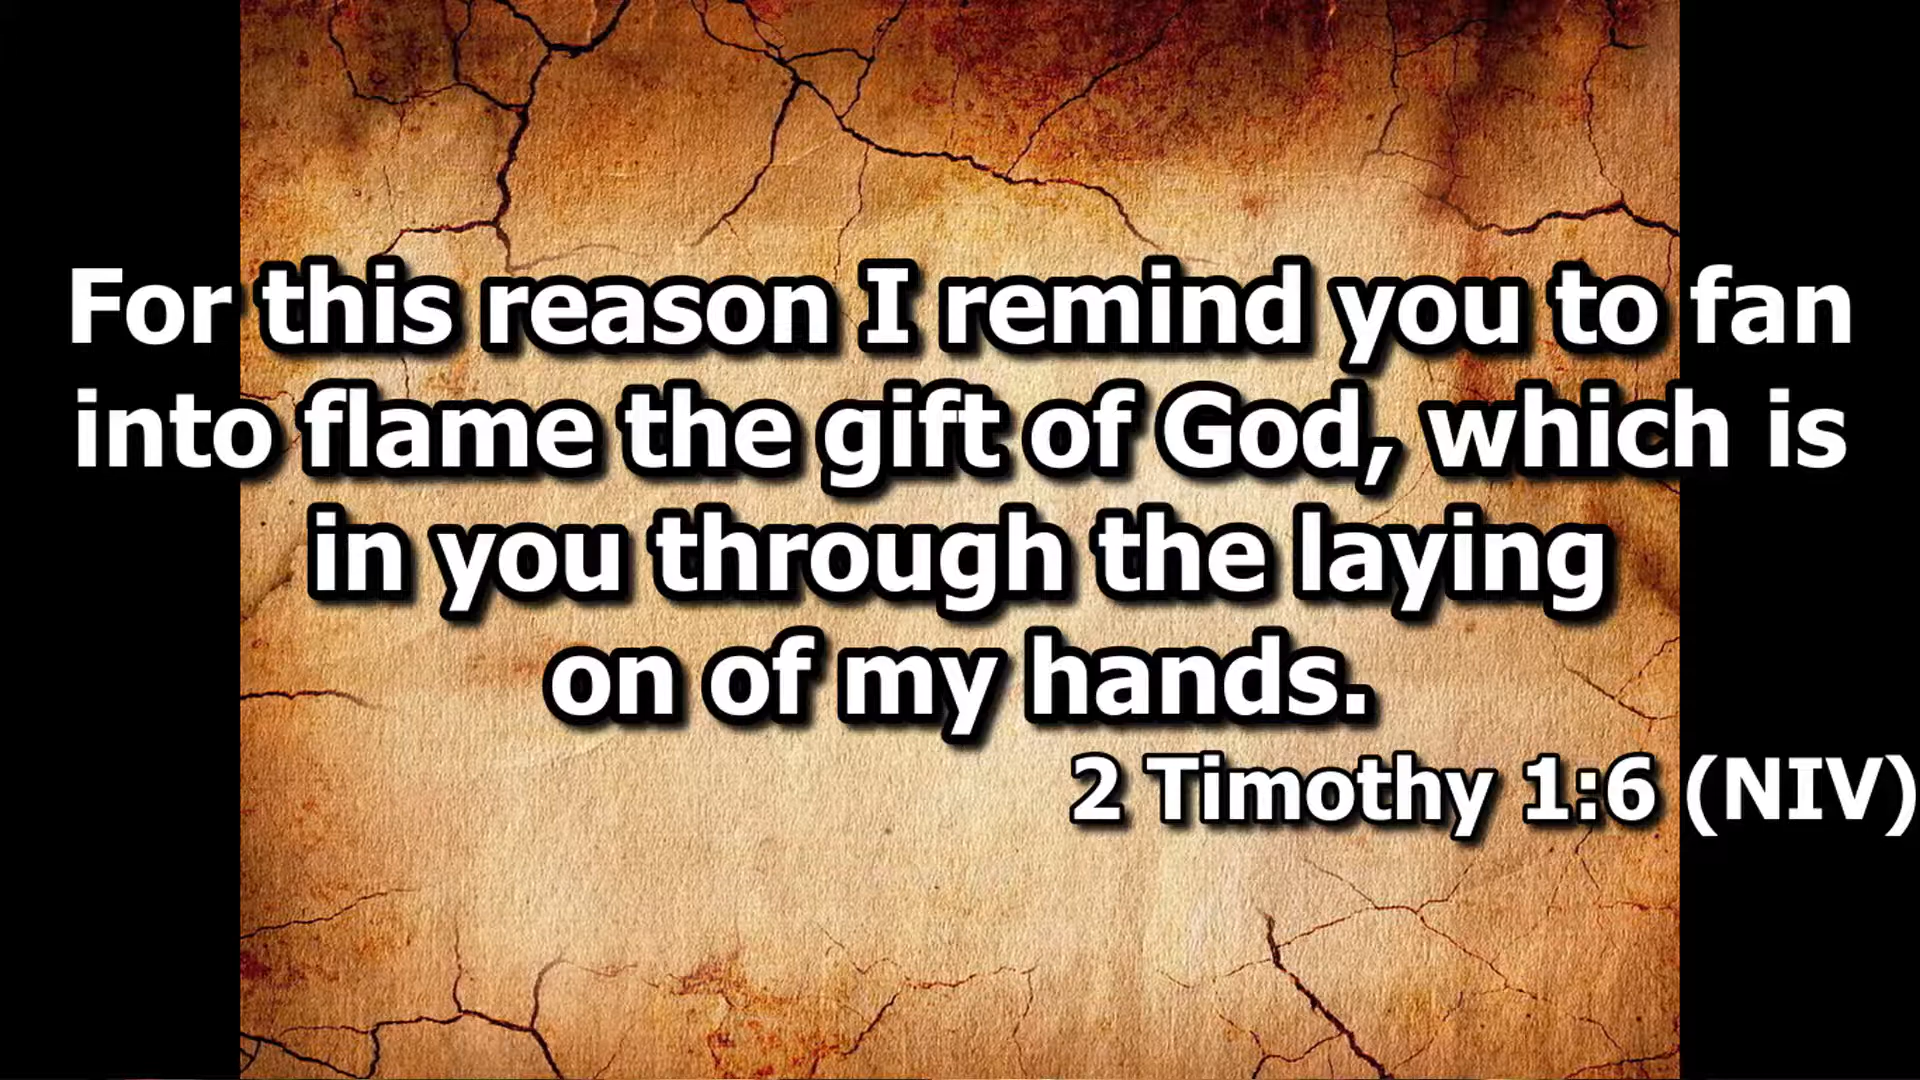 For this reason I remind you to fan
into flame the gift of God, which is
in you through the laying
on of my hands.
2 Timothy 1:6 (NIV)